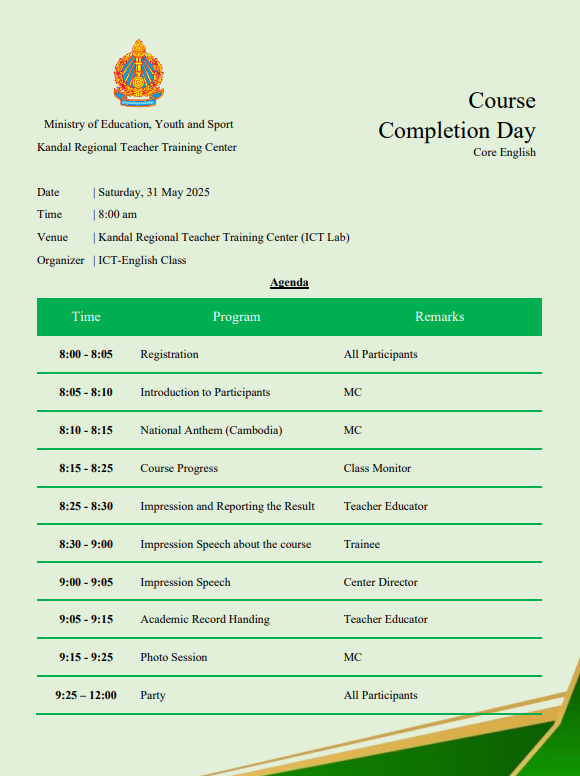 Ministry of Education, Youth and Sport
Kandal Regional Teacher Training Center
Course
Completion Day
Core English
Date | Saturday, 31 May 2025
Time | 8:00 am
Venue | Kandal Regional Teacher Training Center (ICT Lab)
Organizer | ICT-English Class
Agenda
Time Program Remarks
8:00 - 8:05 Registration All Participants
8:05 - 8:10 Introduction to Participants MC
8:10 - 8:15 National Anthem (Cambodia) MC
8:15 - 8:25 Course Progress Class Monitor
8:25 - 8:30 Impression and Reporting the Result Teacher Educator
8:30 - 9:00 Impression Speech about the course Trainee
9:00 - 9:05 Impression Speech Center Director
9:05 - 9:15 Academic Record Handing Teacher Educator
9:15 - 9:25 Photo Session MC
9:25 – 12:00 Party All Participants